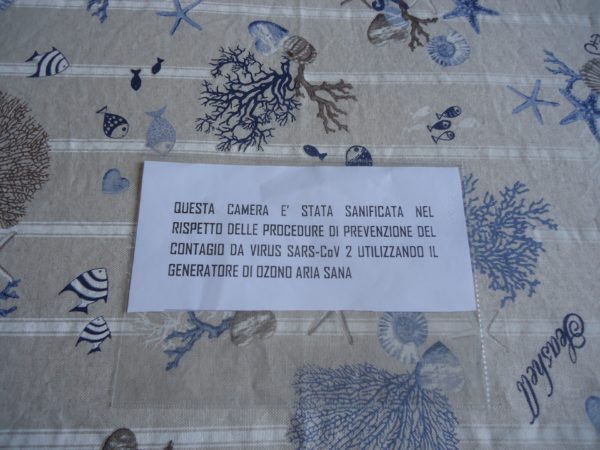 QUESTA CAMERA E' STATA SANIFICATA NEL
RISPETTO DELLE PROCEDURE DI PREVENZIONE DEL
CONTAGIO DA VIRUS SARS-CoV 2 UTILIZZANDO IL
GENERATORE DI OZONO ARIA SANA
Seashell